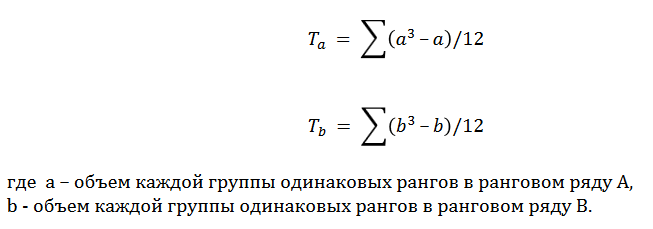 Tₐ = ∑(a³ – a)/12
T_b = ∑(b³ – b)/12
где a – объем каждой группы одинаковых рангов в ранговом ряду А,
b - объем каждой группы одинаковых рангов в ранговом ряду В.